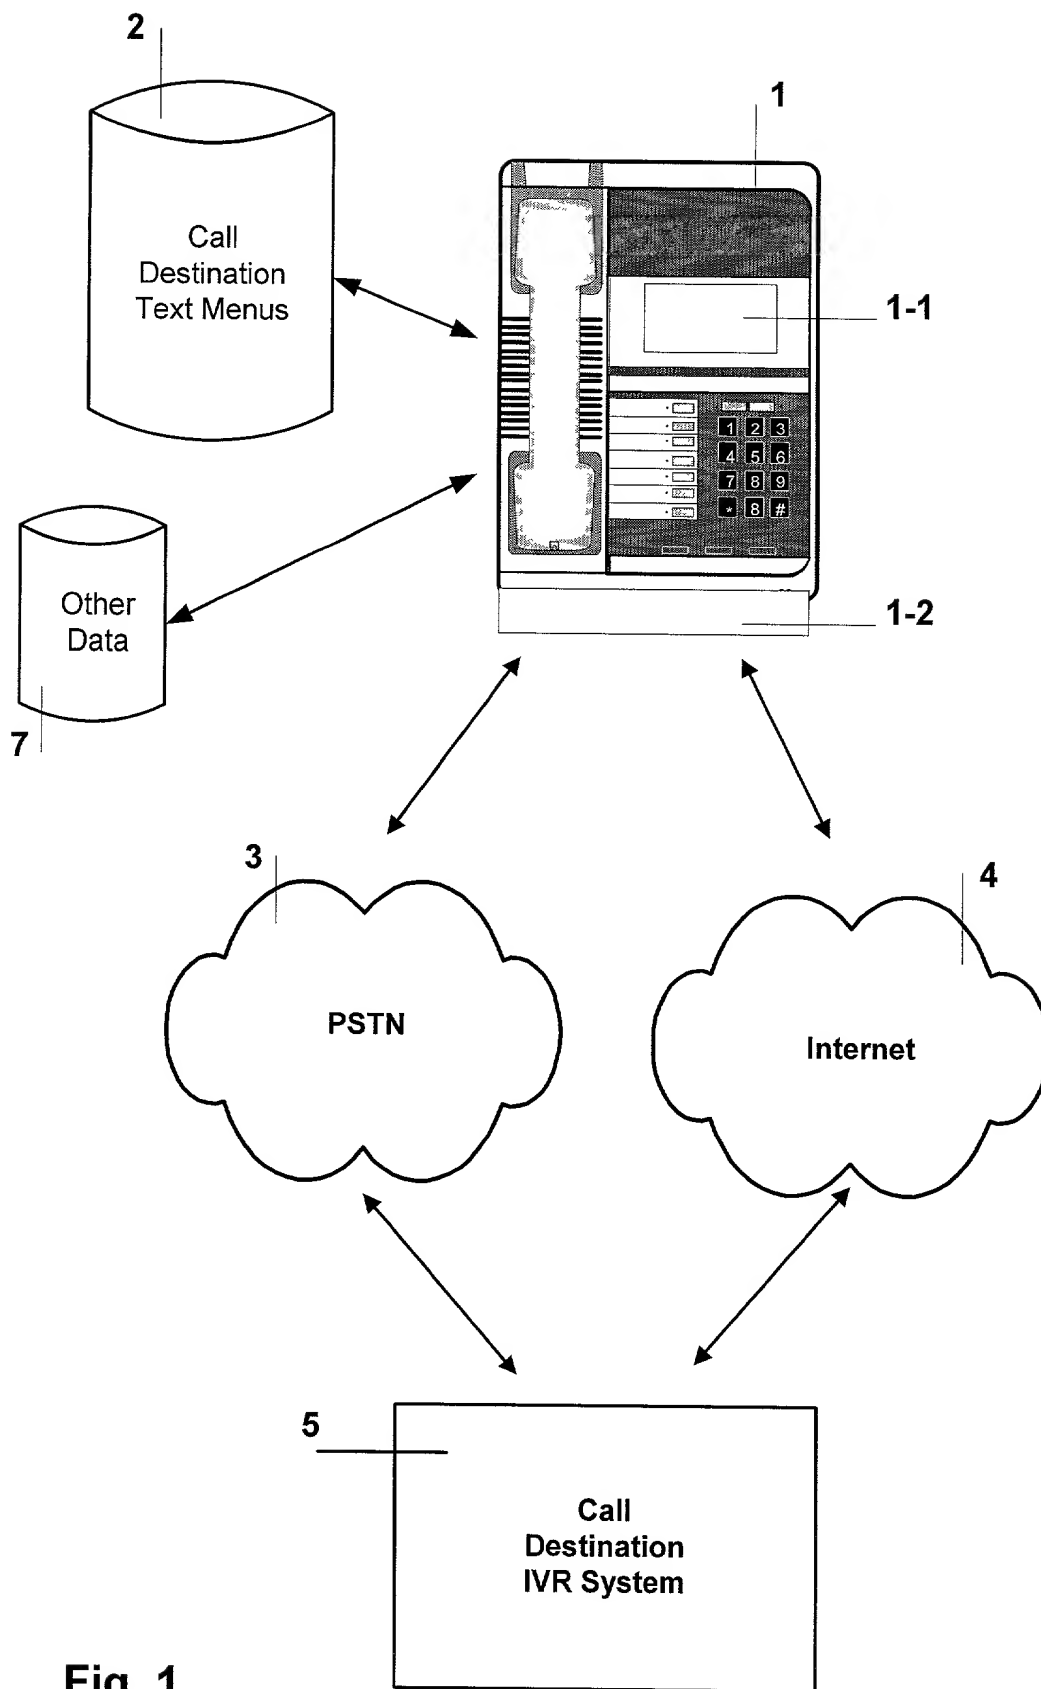 2
1
Call
Destination
Text Menus
1-1
1 2 3
4 5 6
7 8 9
* 8 #
Other
Data
1-2
7
3
4
PSTN
Internet
5
Call
Destination
IVR System
Fig. 1